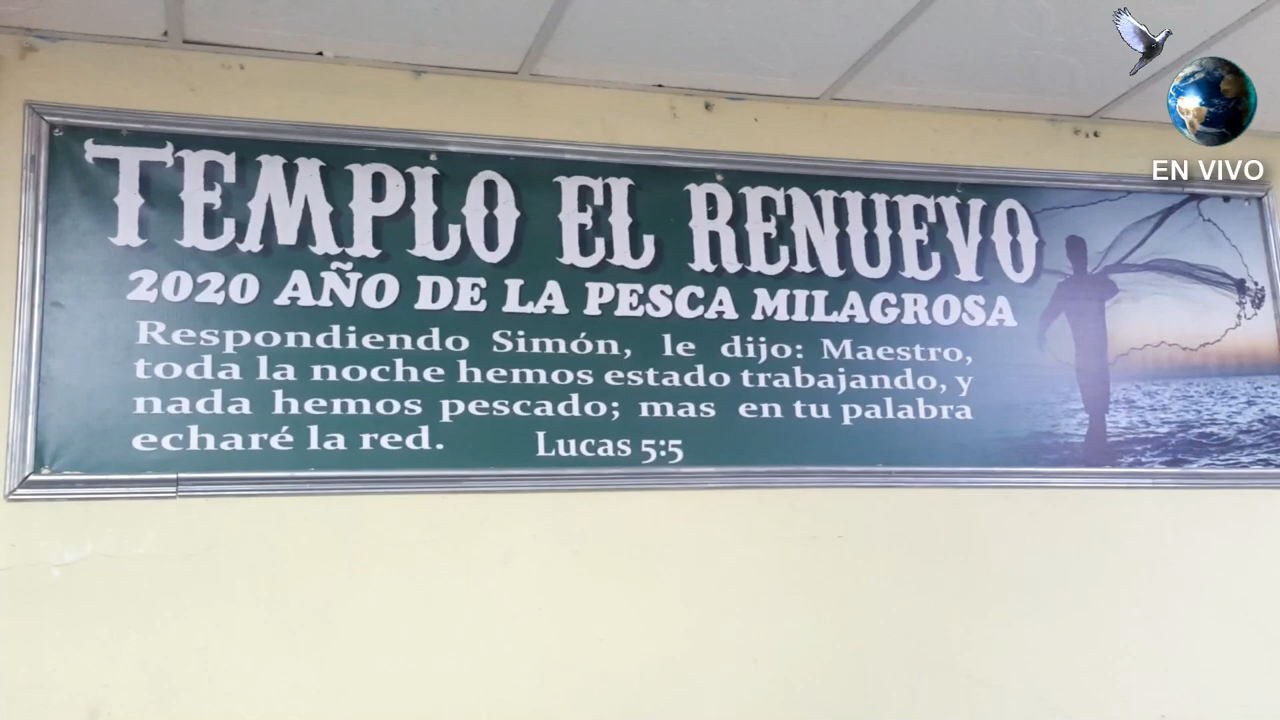 EN VIVO
TEMPLO EL RENUEVO
2020 AÑO DE LA PESCA MILAGROSA
Respondiendo Simón, le dijo: Maestro,
toda la noche hemos estado trabajando, y
nada hemos pescado; mas en tu palabra
echaré la red. Lucas 5:5